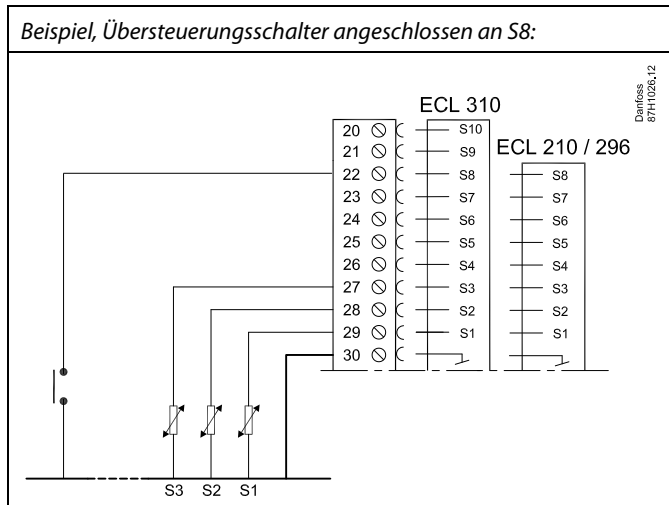 Beispiel, Übersteuerungsschalter angeschlossen an S8:
Danfoss
87H1026.12
ECL 310
ECL 210 / 296
20 S10
21 S9
22 S8 S8
23 S7 S7
24 S6 S6
25 S5 S5
26 S4 S4
27 S3 S3
28 S2 S2
29 S1 S1
30
S3 S2 S1